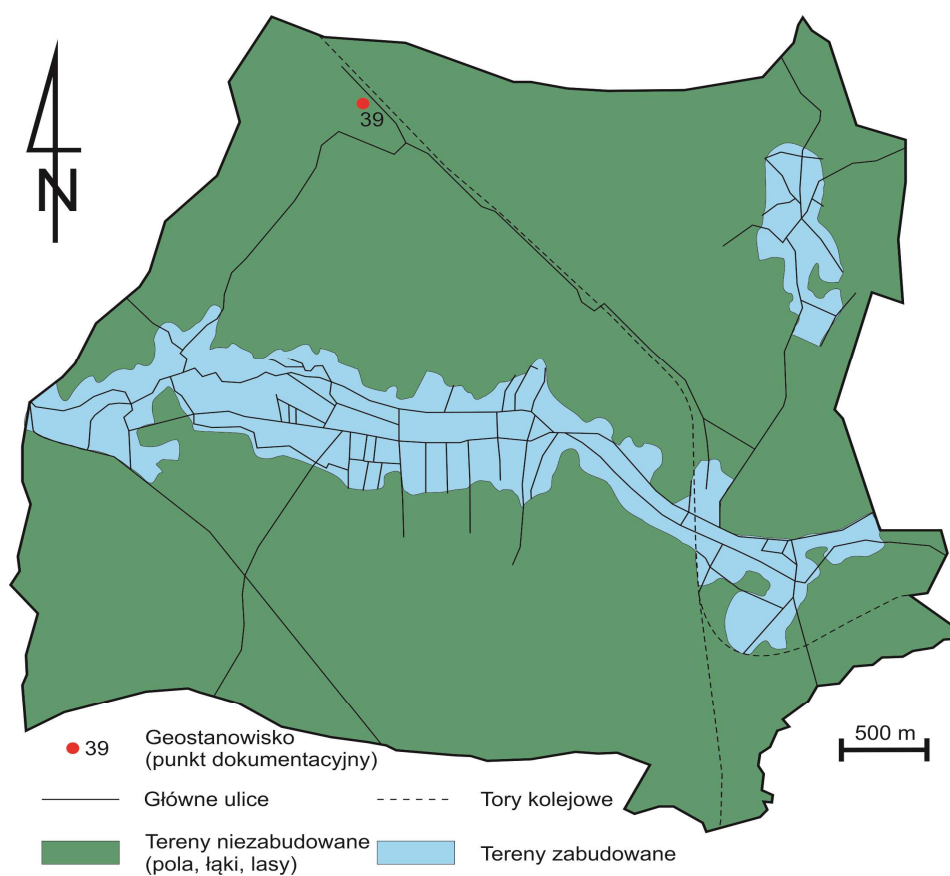 N
39
500 m
39
Geostanowisko
(punkt dokumentacyjny)
Główne ulice
Tory kolejowe
Tereny niezabudowane
(pola, łąki, lasy)
Tereny zabudowane